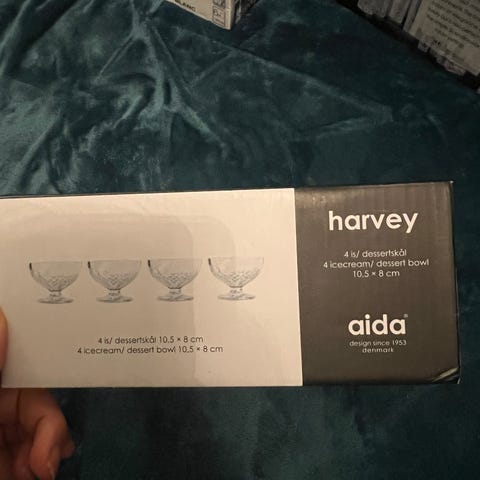 BLANC
harvey
4 is/ dessertskål
4 icecream/ dessert bowl
10,5 × 8 cm
aida®
design since 1953
denmark
4 is/ dessertskål 10,5 × 8 cm
4 icecream/ dessert bowl 10,5 × 8 cm